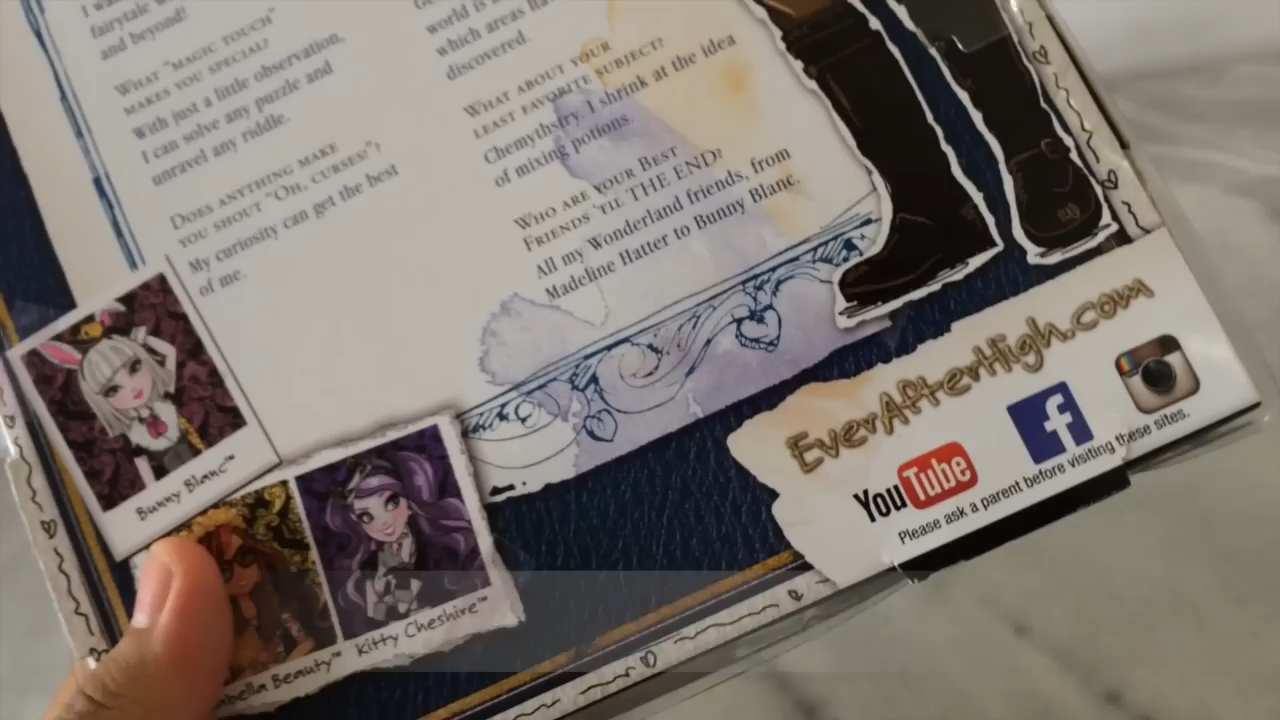 I wa
fairytale w
and beyond!
WHAT "MAGIC TOUCH"
MAKES YOU SPECIAL?
With just a little observation,
I can solve any puzzle and
unravel any riddle.
DOES ANYTHING MAKE
YOU SHOUT "OH, CURSES!"?
My curiosity can get the best
of me.
world is
which areas
discovered.
WHAT ABOUT YOUR
LEAST FAVORITE SUBJECT?
Chemythstry. I shrink at the idea
of mixing potions.
WHO ARE YOUR BEST
FRIENDS 'TIL THE END?
All my Wonderland friends, from
Madeline Hatter to Bunny Blanc.
Bunny Blanc™
abella Beauty™
Kitty Cheshire™
EverAfterHigh.com
YouTube
f
Please ask a parent before visiting these sites.